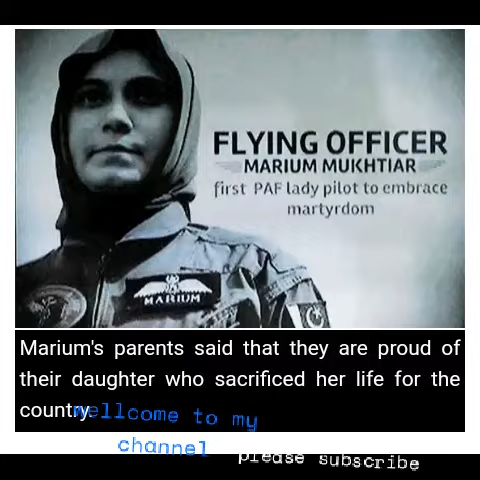 FLYING OFFICER
MARIUM MUKHTIAR
first PAF lady pilot to embrace
martyrdom
MARIUM
Marium's parents said that they are proud of
their daughter who sacrificed her life for the
country.
wellcome to my
channel
please subscribe